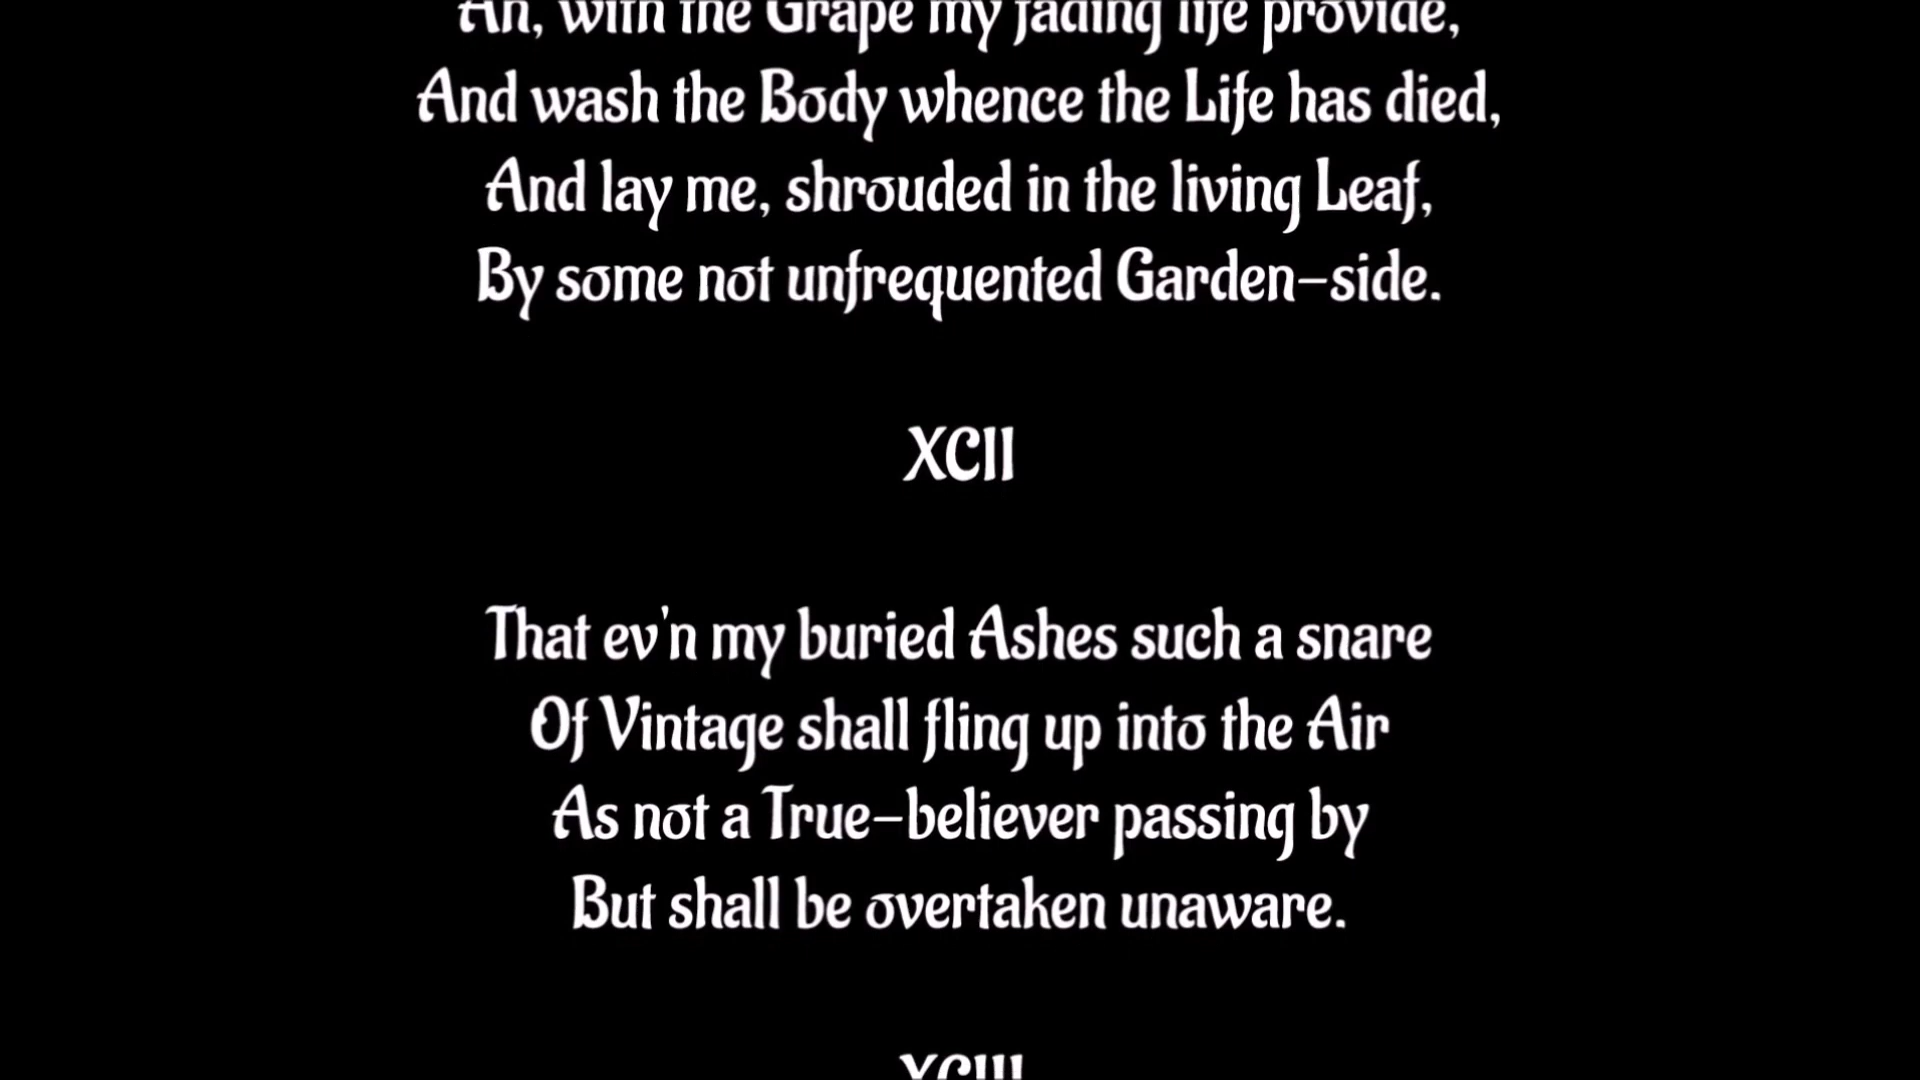 Ah, with the Grape my fading life provide,
And wash the Body whence the Life has died,
And lay me, shrouded in the living Leaf,
By some not unfrequented Garden-side.
XCII
That ev'n my buried Ashes such a snare
Of Vintage shall fling up into the Air
As not a True-believer passing by
But shall be overtaken unaware.
XCIII